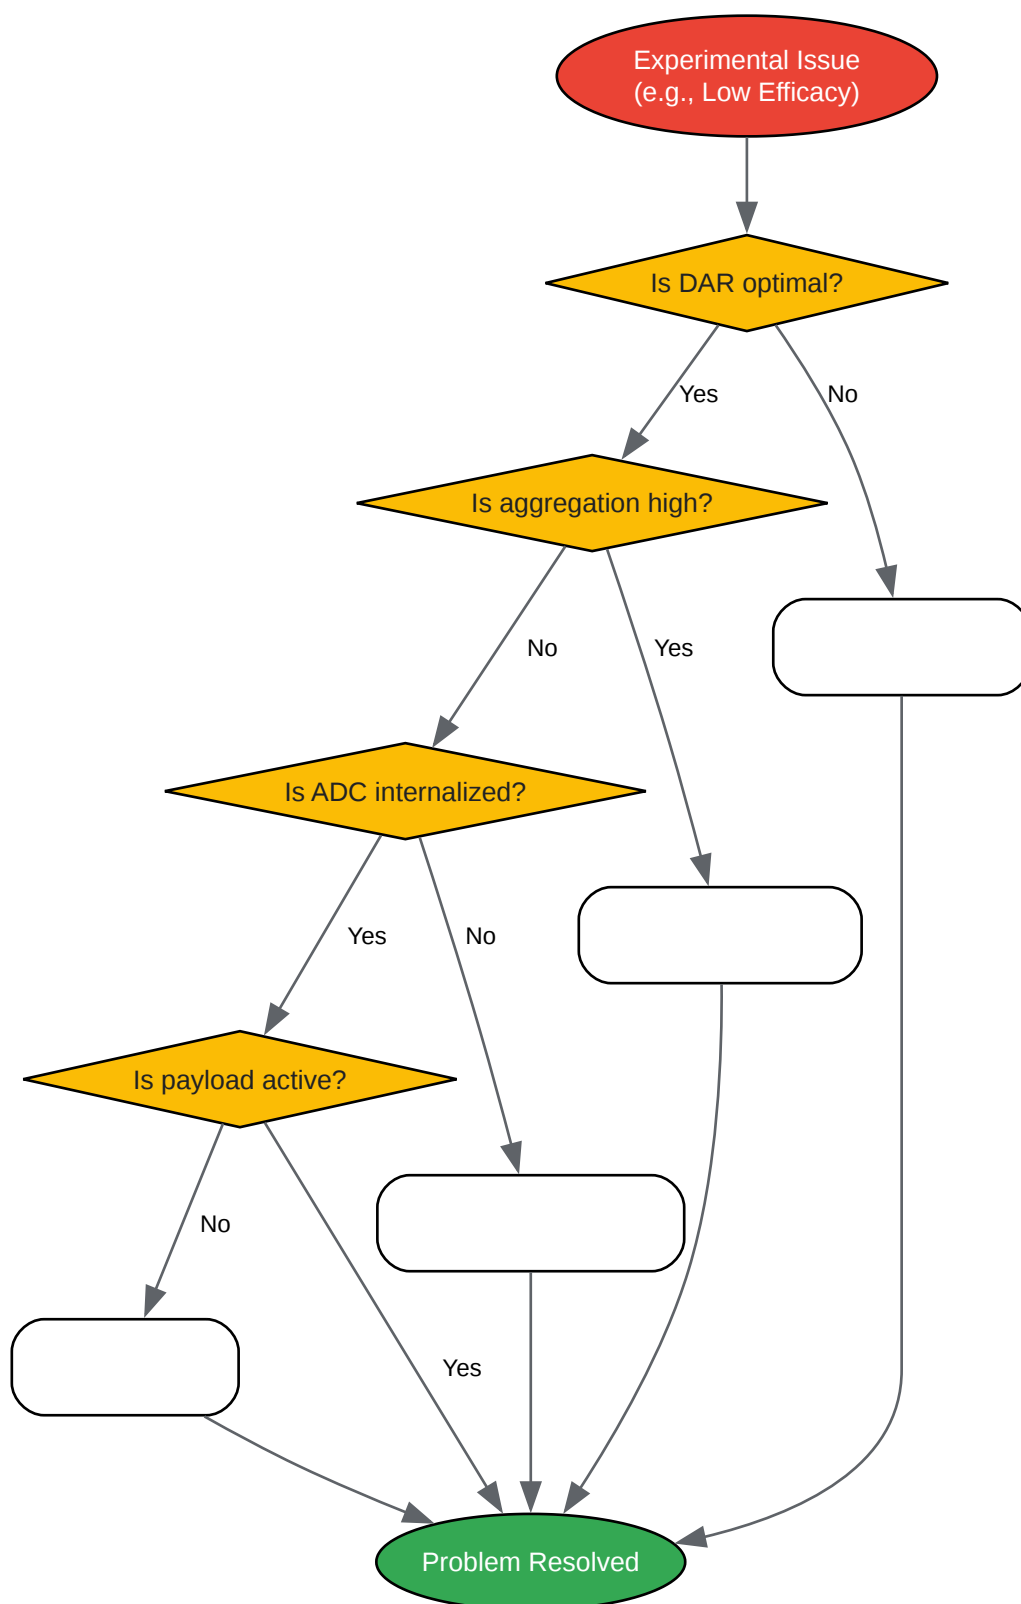 Experimental Issue
(e.g., Low Efficacy)
Is DAR optimal?
Yes
No
Is aggregation high?
No
Yes
Is ADC internalized?
Yes
No
Is payload active?
No
Yes
Problem Resolved